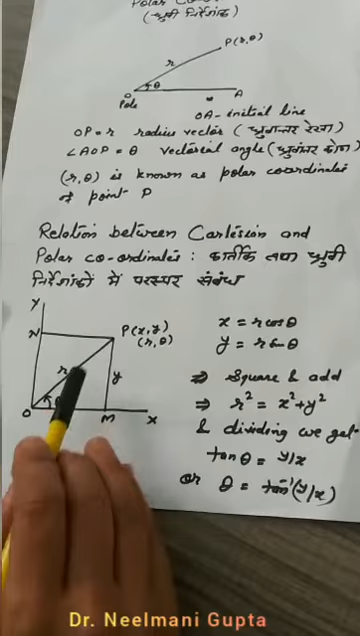 Polar Co-
(ध्रुवी निर्देशांक)
P(r,θ)
r
θ
O
Pole
A
OA - initial line
OP = r radius vector (ध्रुवान्तर रेखा)
∠AOP = θ vectorial angle (ध्रुवांतर कोण)
(r,θ) is known as polar coordinates
of point P
Relation between Cartesian and
Polar co-ordinates : कार्तीक तथा ध्रुवी
निर्देशांकों में परस्पर संबंध
Y
N
P(x,y)
(r,θ)
r
y
O
M
X
x = r cos θ
y = r sin θ
⇒ Square & add
⇒ r² = x² + y²
& dividing we get
tan θ = y/x
or θ = tan⁻¹(y/x)
Dr. Neelmani Gupta